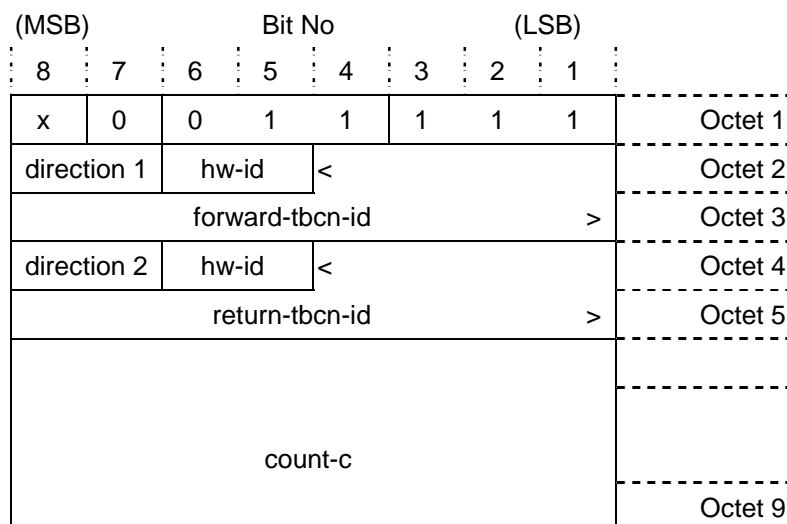 (MSB) Bit No (LSB)
8 7 6 5 4 3 2 1
x 0 0 1 1 1 1 1 Octet 1
direction 1 hw-id < Octet 2
forward-tbcn-id > Octet 3
direction 2 hw-id < Octet 4
return-tbcn-id > Octet 5
count-c
Octet 9